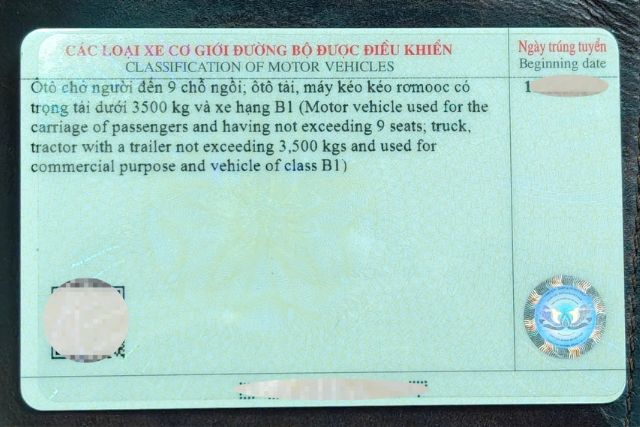 CÁC LOẠI XE CƠ GIỚI ĐƯỜNG BỘ ĐƯỢC ĐIỀU KHIỂN
CLASSIFICATION OF MOTOR VEHICLES
Ngày trúng tuyển
Beginning date
Ôtô chở người đến 9 chỗ ngồi; ôtô tải, máy kéo kéo rơmooc có
trọng tải dưới 3500 kg và xe hạng B1 (Motor vehicle used for the
carriage of passengers and having not exceeding 9 seats; truck,
tractor with a trailer not exceeding 3,500 kgs and used for
commercial purpose and vehicle of class B1)